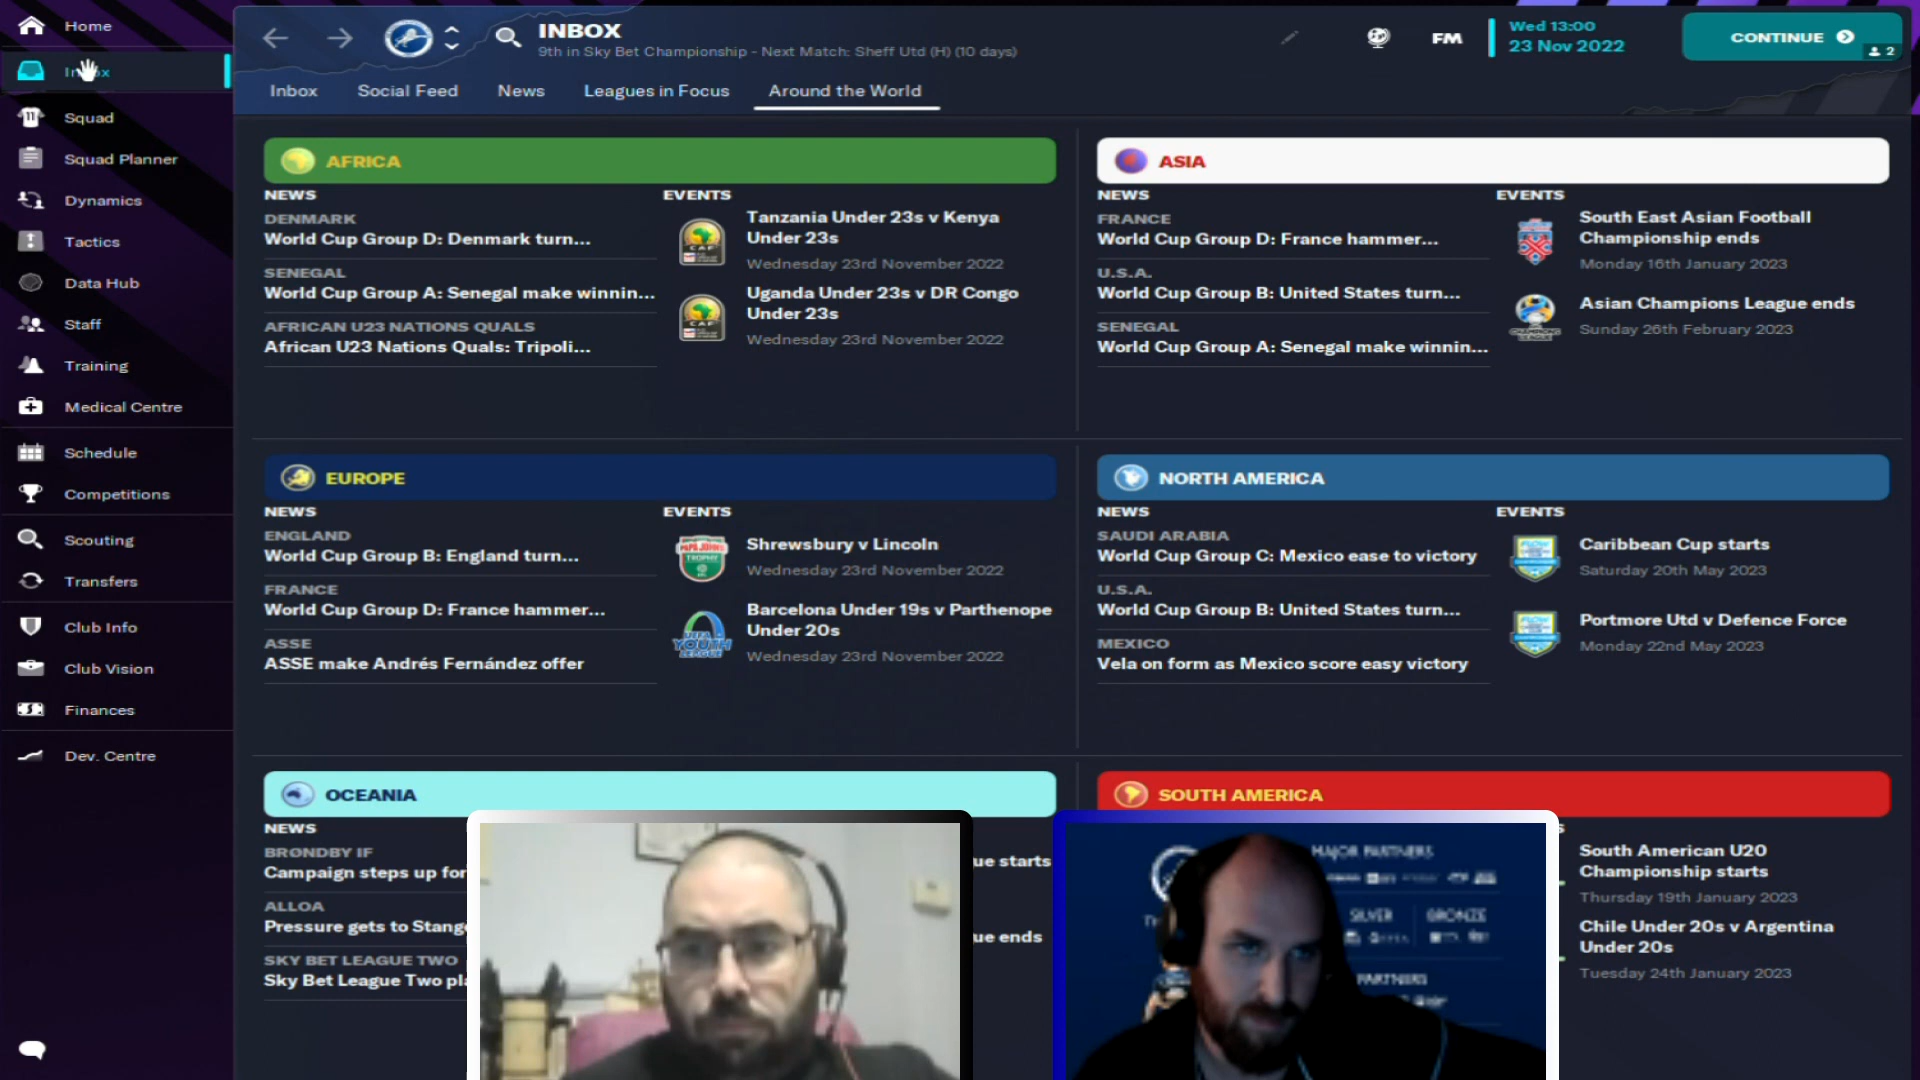 Home
Inbox
Squad
Squad Planner
Dynamics
Tactics
Data Hub
Staff
Training
Medical Centre
Schedule
Competitions
Scouting
Transfers
Club Info
Club Vision
Finances
Dev. Centre
INBOX
9th in Sky Bet Championship - Next Match: Sheff Utd (H) (10 days)
FM
Wed 13:00
23 Nov 2022
CONTINUE
2
Inbox
Social Feed
News
Leagues in Focus
Around the World
AFRICA
NEWS
DENMARK
World Cup Group D: Denmark turn...
SENEGAL
World Cup Group A: Senegal make winnin...
AFRICAN U23 NATIONS QUALS
African U23 Nations Quals: Tripoli...
EVENTS
Tanzania Under 23s v Kenya
Under 23s
Wednesday 23rd November 2022
Uganda Under 23s v DR Congo
Under 23s
Wednesday 23rd November 2022
ASIA
NEWS
FRANCE
World Cup Group D: France hammer...
U.S.A.
World Cup Group B: United States turn...
SENEGAL
World Cup Group A: Senegal make winnin...
EVENTS
South East Asian Football
Championship ends
Monday 16th January 2023
Asian Champions League ends
Sunday 26th February 2023
EUROPE
NEWS
ENGLAND
World Cup Group B: England turn...
FRANCE
World Cup Group D: France hammer...
ASSE
ASSE make Andrés Fernández offer
EVENTS
Shrewsbury v Lincoln
Wednesday 23rd November 2022
Barcelona Under 19s v Parthenope
Under 20s
Wednesday 23rd November 2022
NORTH AMERICA
NEWS
SAUDI ARABIA
World Cup Group C: Mexico ease to victory
U.S.A.
World Cup Group B: United States turn...
MEXICO
Vela on form as Mexico score easy victory
EVENTS
Caribbean Cup starts
Saturday 20th May 2023
Portmore Utd v Defence Force
Monday 22nd May 2023
OCEANIA
NEWS
BRØNDBY IF
Campaign steps up for
ALLOA
Pressure gets to Stang
SKY BET LEAGUE TWO
Sky Bet League Two pl
ue starts
ue ends
SOUTH AMERICA
South American U20
Championship starts
Thursday 19th January 2023
Chile Under 20s v Argentina
Under 20s
Tuesday 24th January 2023
MAJOR PARTNERS
SILVER
BRONZE
PARTNERS